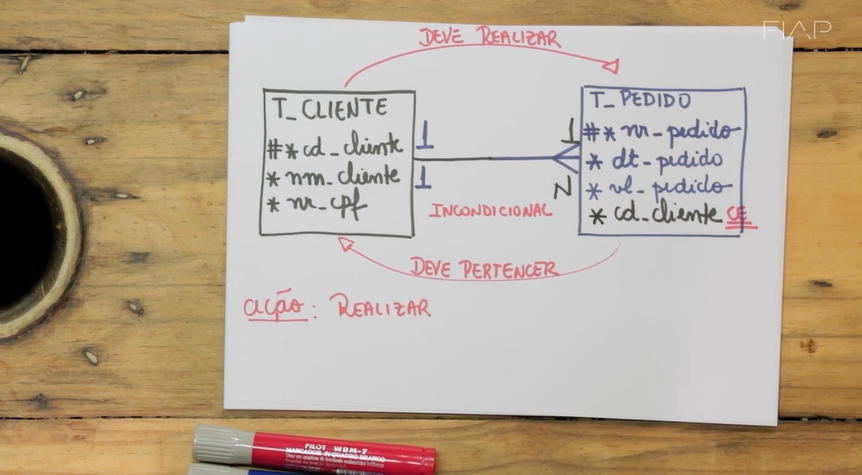 FIAP
DEVE REALIZAR
T_CLIENTE
#* cd_cliente
* nm_cliente
* nr_cpf
1
1
INCONDICIONAL
1
N
T_PEDIDO
#* nr_pedido
* dt_pedido
* vl_pedido
* cd_cliente CE
DEVE PERTENCER
AÇÃO: REALIZAR
PILOT WBM-7
MARCADOR P/QUADRO BRANCO